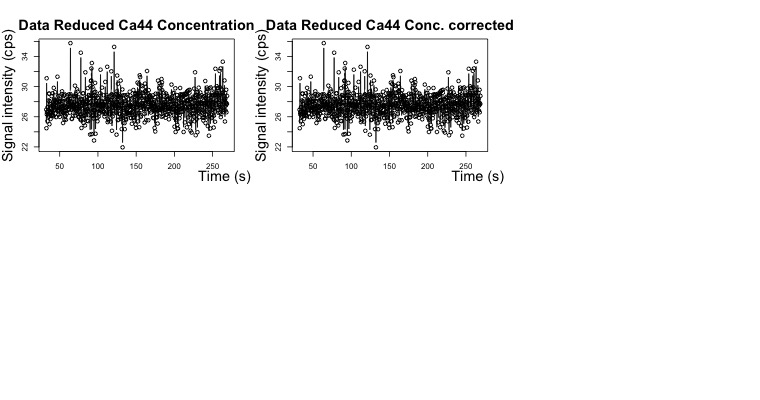 Data Reduced Ca44 Concentration
Signal intensity (cps)
22 26 30 34
50 100 150 200 250
Time (s)
Data Reduced Ca44 Conc. corrected
Signal intensity (cps)
22 26 30 34
50 100 150 200 250
Time (s)